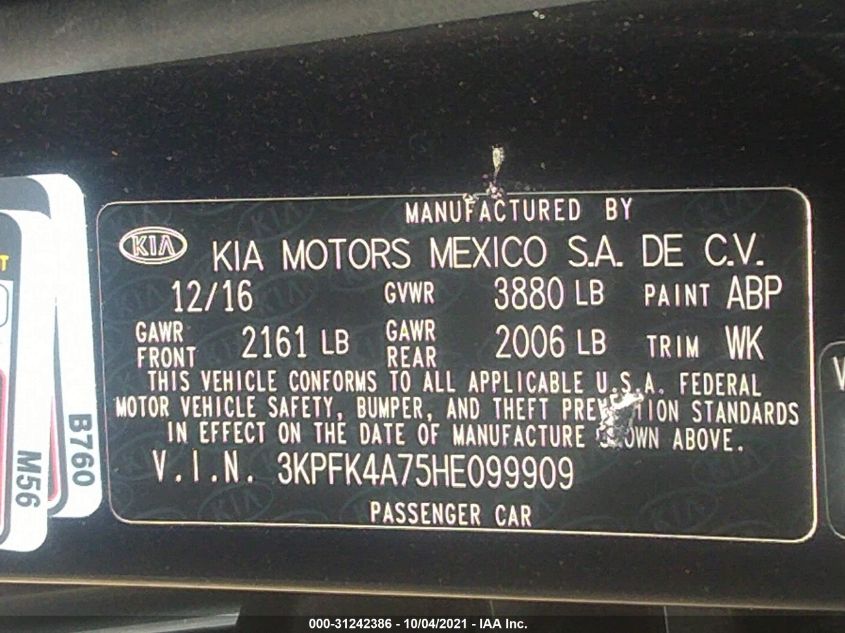 MANUFACTURED BY
KIA KIA MOTORS MEXICO S.A. DE C.V.
12/16 GVWR 3880 LB PAINT ABP
GAWR FRONT 2161 LB GAWR REAR 2006 LB TRIM WK
THIS VEHICLE CONFORMS TO ALL APPLICABLE U.S.A. FEDERAL
MOTOR VEHICLE SAFETY, BUMPER, AND THEFT PREVENTION STANDARDS
IN EFFECT ON THE DATE OF MANUFACTURE SHOWN ABOVE.
V.I.N. 3KPFK4A75HE099909
PASSENGER CAR
B760
M56
000-31242386 - 10/04/2021 - IAA Inc.